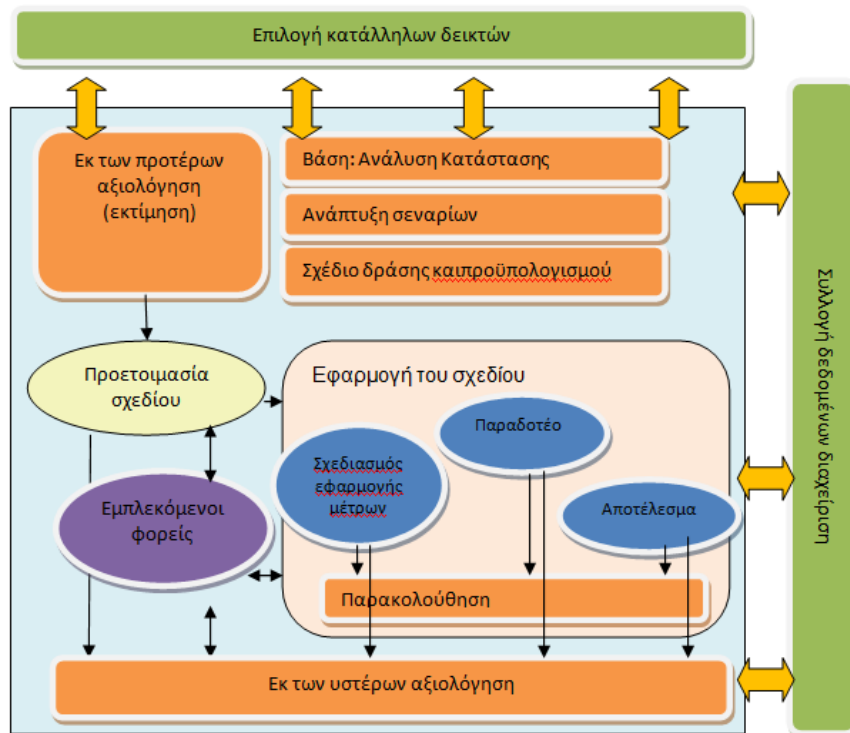 Επιλογή κατάλληλων δεικτών
Εκ των προτέρων
αξιολόγηση
(εκτίμηση)
Βάση: Ανάλυση Κατάστασης
Ανάπτυξη σεναρίων
Σχέδιο δράσης καιπροϋπολογισμού
Προετοιμασία
σχεδίου
Εφαρμογή του σχεδίου
Παραδοτέο
Σχεδιασμός
εφαρμογής
μέτρων
Εμπλεκόμενοι
φορείς
Αποτέλεσμα
Παρακολούθηση
Εκ των υστέρων αξιολόγηση
Συλλογή δεδομένων διαχείριση